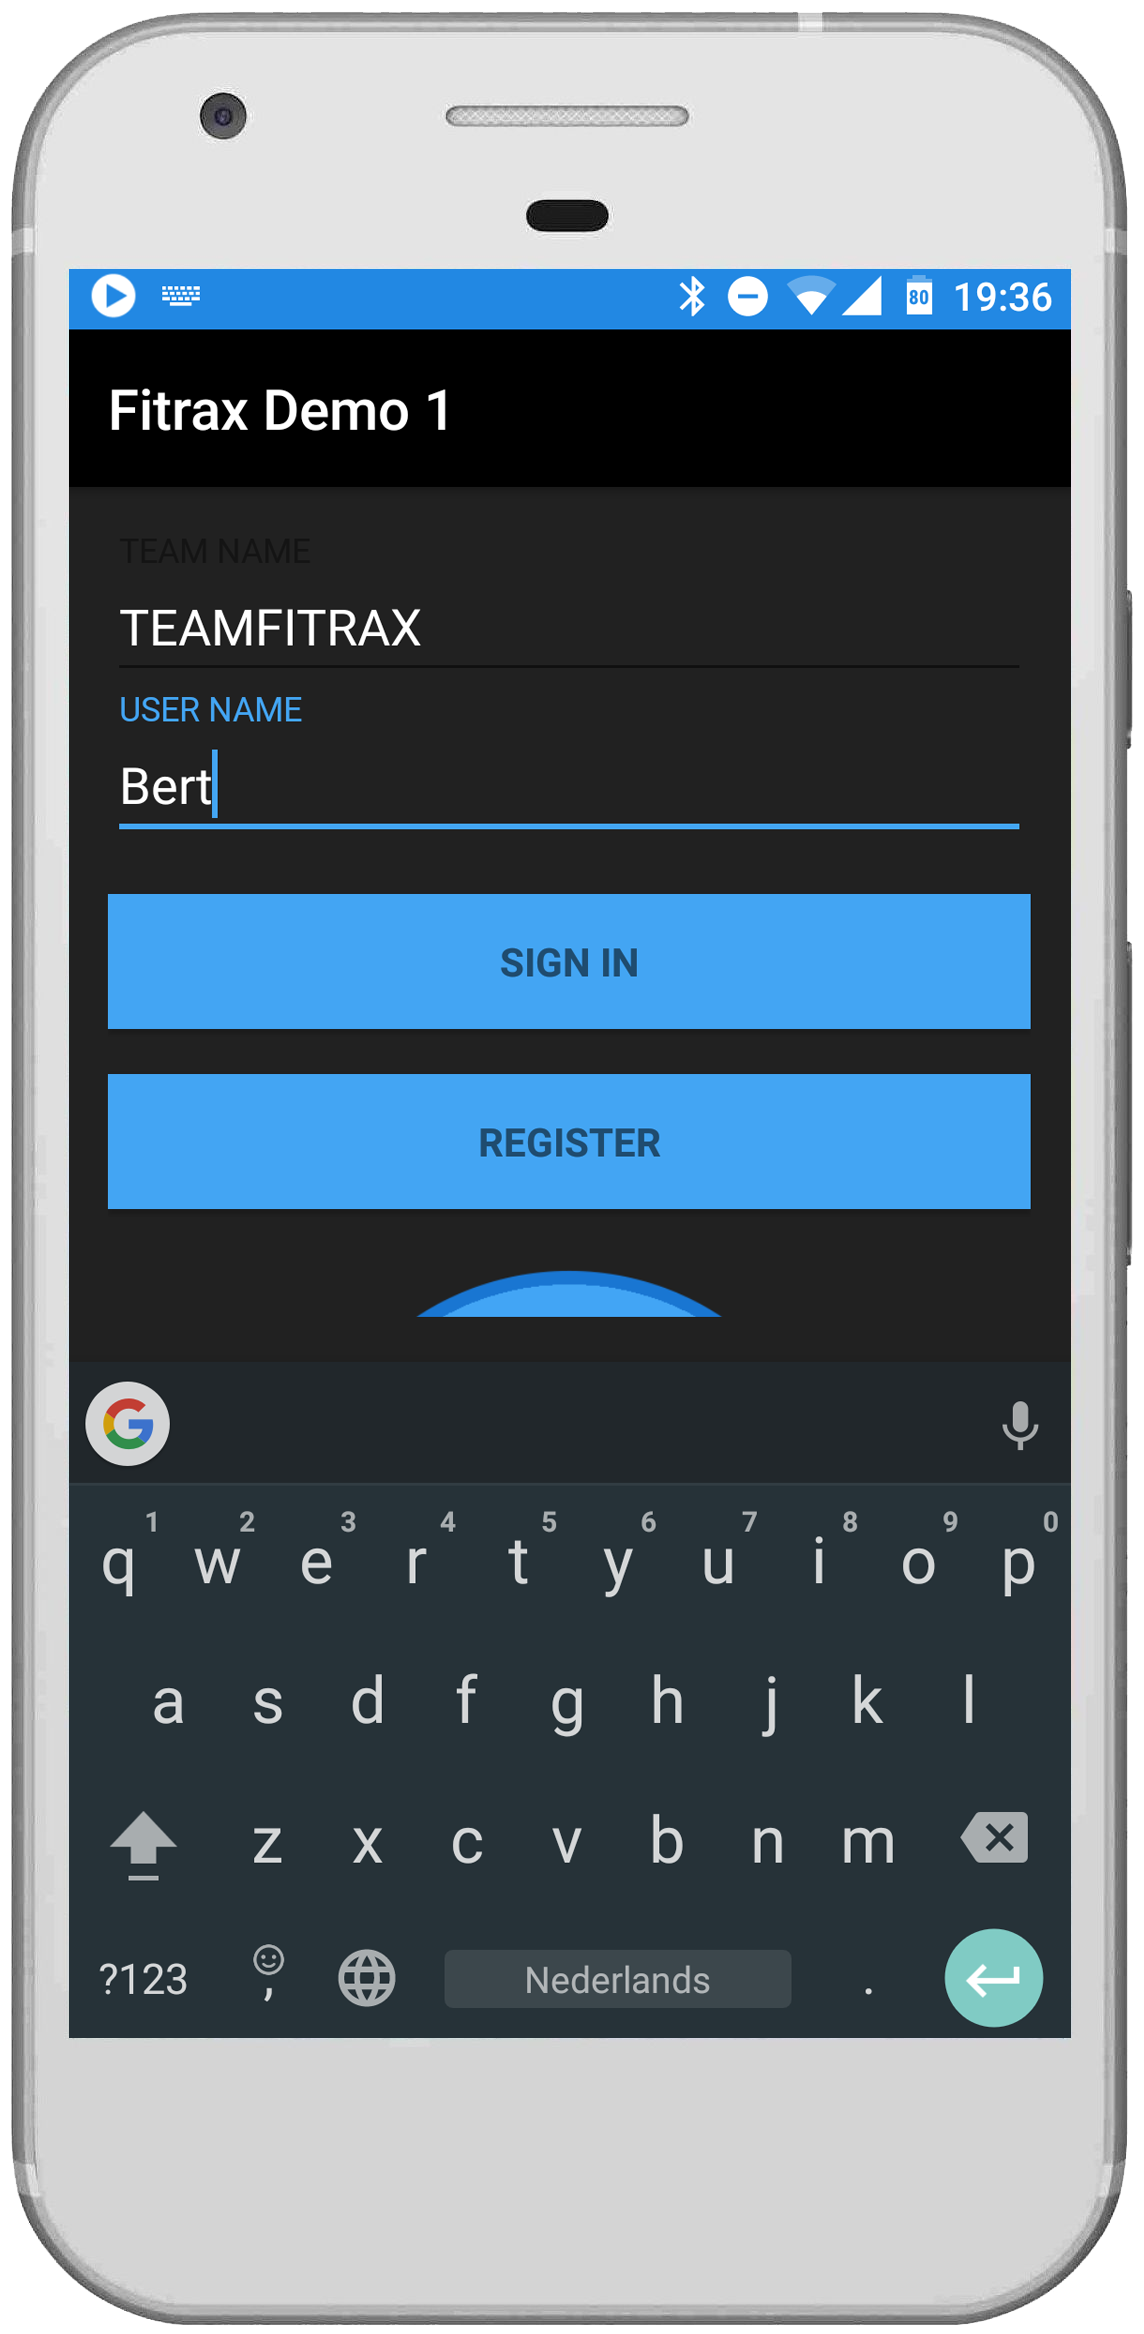 80 19:36
Fitrax Demo 1
TEAM NAME
TEAMFITRAX
USER NAME
Bert
SIGN IN
REGISTER
G
1 2 3 4 5 6 7 8 9 0
q w e r t y u i o p
a s d f g h j k l
z x c v b n m
?123 , Nederlands .